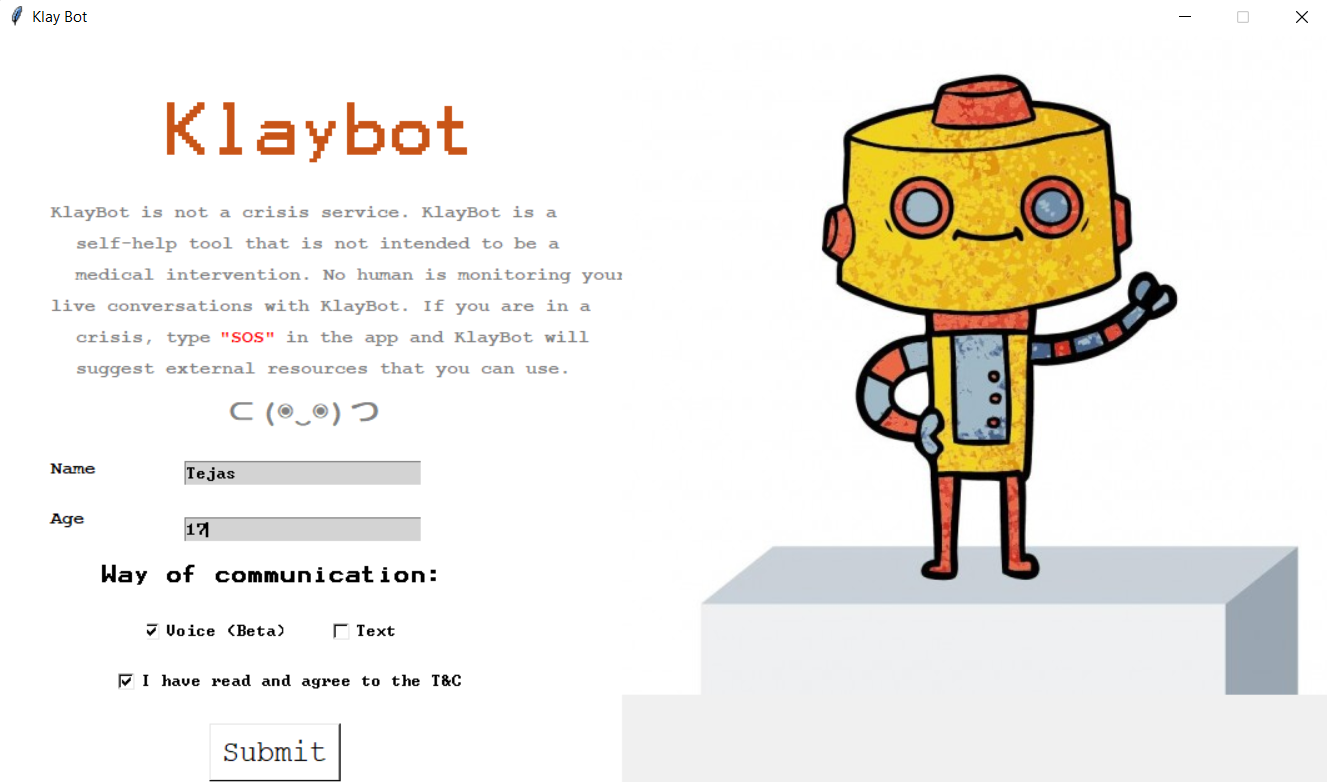 Klay Bot
Klaybot
KlayBot is not a crisis service. KlayBot is a
self-help tool that is not intended to be a
medical intervention. No human is monitoring your
live conversations with KlayBot. If you are in a
crisis, type "SOS" in the app and KlayBot will
suggest external resources that you can use.
⊂ (◉‿◉) つ
Name Tejas
Age 17
Way of communication:
Voice (Beta) Text
I have read and agree to the T&C
Submit